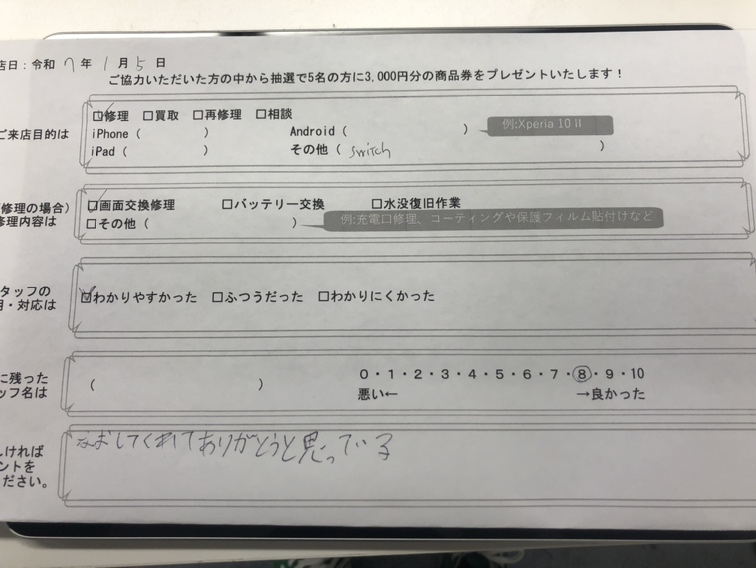 店日：令和 7 年 1 月 5 日
ご協力いただいた方の中から抽選で5名の方に3,000円分の商品券をプレゼントいたします！
ご来店目的は
☑修理 □買取 □再修理 □相談
iPhone（ ） Android（ ） 例:Xperia 10 II
iPad（ ） その他（ switch ）
修理の場合)
修理内容は
☑画面交換修理 □バッテリー交換 □水没復旧作業
□その他（ ） 例:充電口修理、コーティングや保護フィルム貼付けなど
タッフの
明・対応は
☑わかりやすかった □ふつうだった □わかりにくかった
に残った
ッフ名は
（ ）
0・1・2・3・4・5・6・7・8・9・10
悪い← →良かった
しければ
ントを
ださい。
なおしてくれてありがとうと思っている